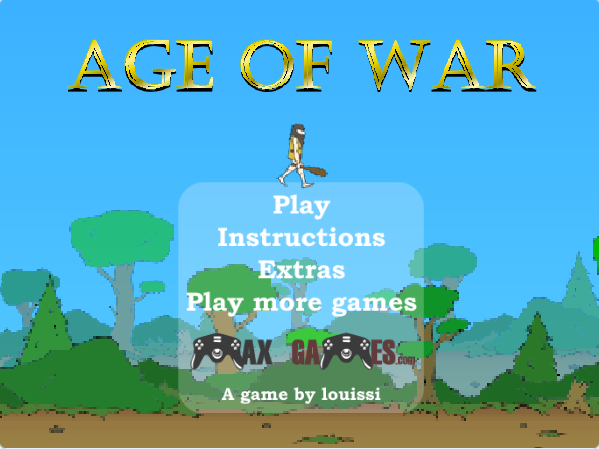 AGE OF WAR
Play
Instructions
Extras
Play more games
MAX GAMES.com
A game by louissi